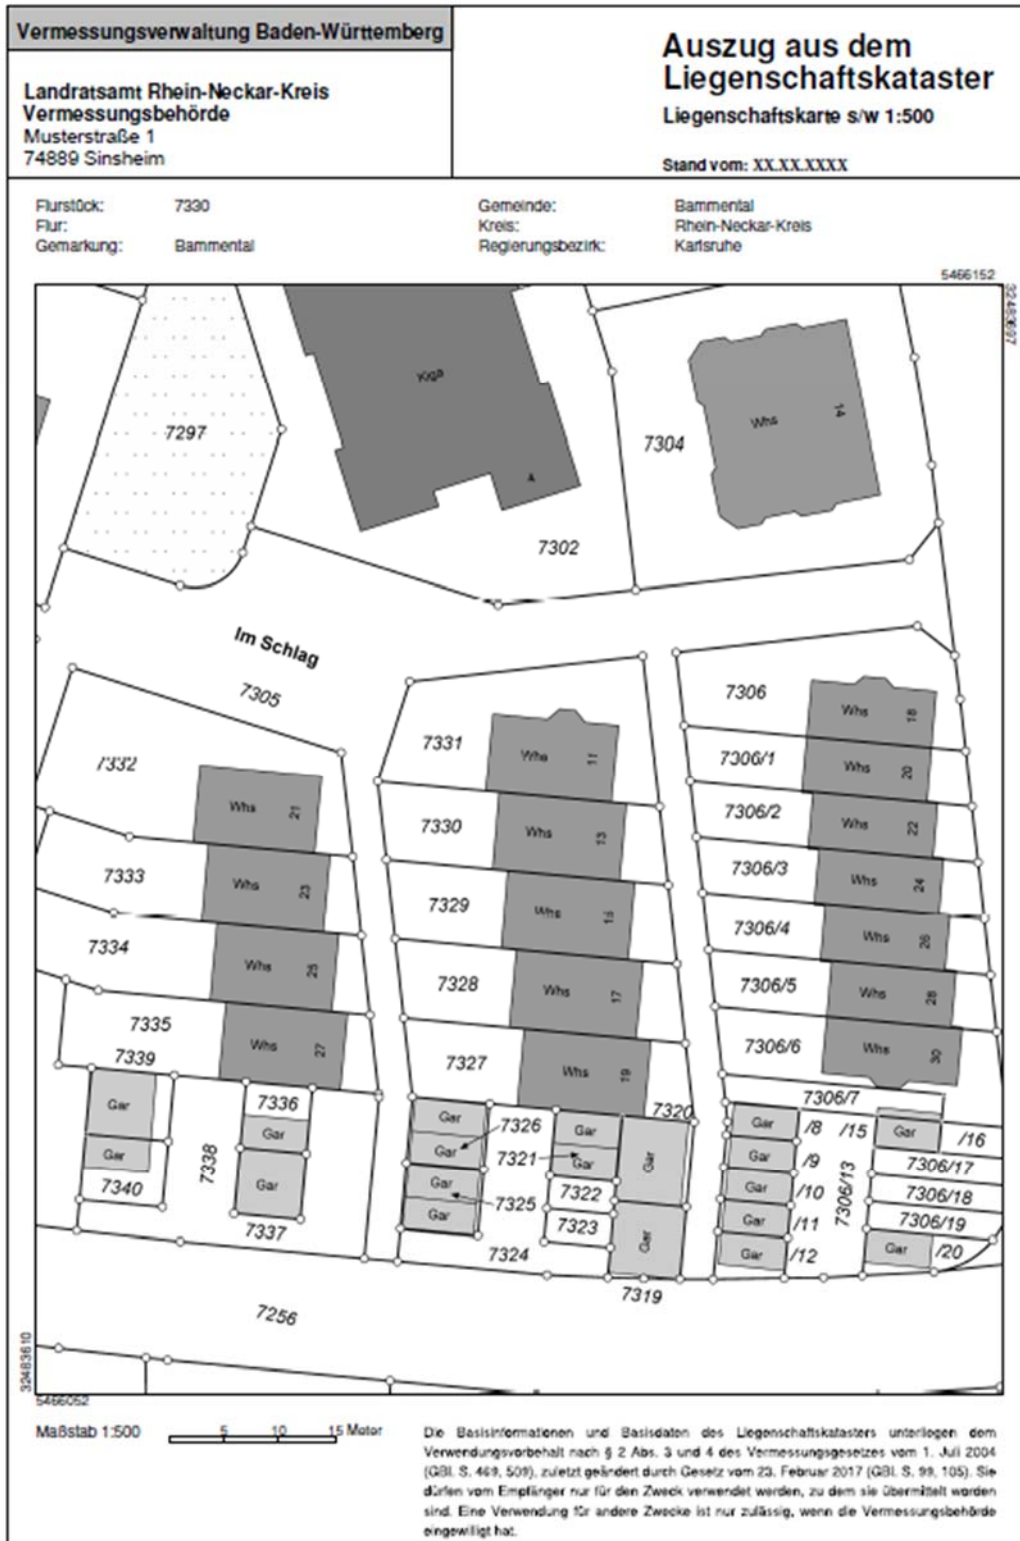 Vermessungsverwaltung Baden-Württemberg
Landratsamt Rhein-Neckar-Kreis
Vermessungsbehörde
Musterstraße 1
74889 Sinsheim
Auszug aus dem
Liegenschaftskataster
Liegenschaftskarte s/w 1:500
Stand vom: XX.XX.XXXX
Flurstück: 7330
Flur:
Gemarkung: Bammental
Gemeinde: Bammental
Kreis: Rhein-Neckar-Kreis
Regierungsbezirk: Karlsruhe
5466152
32483697
Kiga
4
7297
7304
Whs 14
7302
Im Schlag
7305
7306
Whs 18
7331
Whs 11
7306/1
Whs 20
7332
Whs 21
7330
Whs 13
7306/2
Whs 22
7333
Whs 23
7329
Whs 15
7306/3
Whs 24
7334
Whs 25
7328
Whs 17
7306/4
Whs 26
7306/5
Whs 28
7335
Whs 27
7327
Whs 19
7306/6
Whs 30
7339
7336
7320
7306/7
Gar
Gar
7340
7338
Gar
Gar
7337
Gar
Gar
Gar
Gar
7326
7321
7325
7324
Gar
Gar
7322
7323
Gar
Gar
7319
Gar /8
Gar /9
Gar /10
Gar /11
Gar /12
/15
7306/13
Gar /16
7306/17
7306/18
7306/19
Gar /20
7256
32483610
5466052
Maßstab 1:500
5 10 15 Meter
Die Basisinformationen und Basisdaten des Liegenschaftskatasters unterliegen dem
Verwendungsvorbehalt nach § 2 Abs. 3 und 4 des Vermessungsgesetzes vom 1. Juli 2004
(GBl. S. 469, 509), zuletzt geändert durch Gesetz vom 23. Februar 2017 (GBl. S. 99, 105). Sie
dürfen vom Empfänger nur für den Zweck verwendet werden, zu dem sie übermittelt worden
sind. Eine Verwendung für andere Zwecke ist nur zulässig, wenn die Vermessungsbehörde
eingewilligt hat.